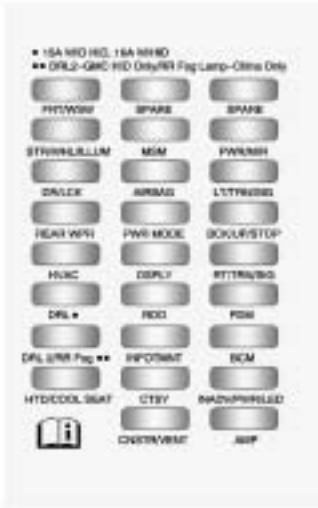 * 15A W/O HID, 10A W/HID
** DRL2-GMC HID Only/RR Fog Lamp-China Only
FRT/WSW SPARE SPARE
STR/WHL/ILLUM MSM PWR/MIR
DR/LCK AIRBAG LT/TRN/SIG
REAR WPR PWR MODE BCK/UP/STOP
HVAC DSPLY RT/TRN/SIG
DRL * RDO
DRL 2/RR Fog ** INFOTMNT BCM
HTD/COOL SEAT CTSY INADV/PWR/LED
CNSTR/VENT AMP